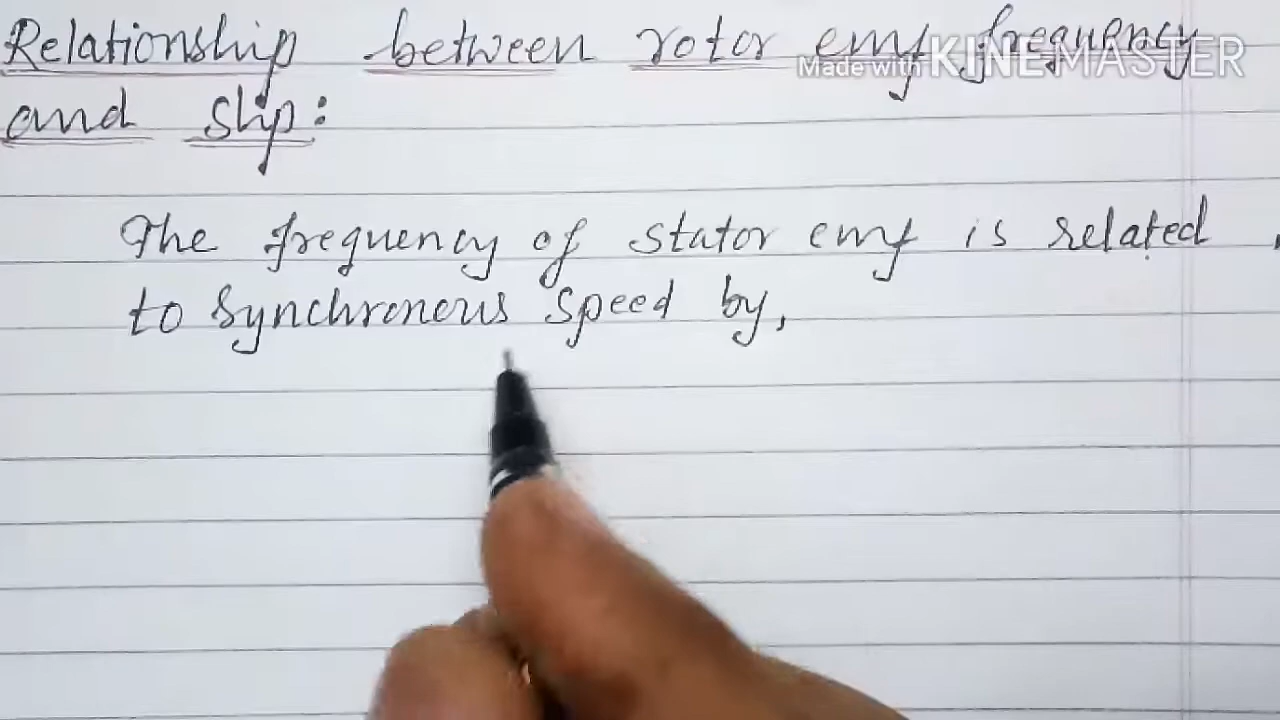 Relationship between rotor emf frequency
Made with KINEMASTER
and slip:
The frequency of stator emf is related
to synchronous speed by,